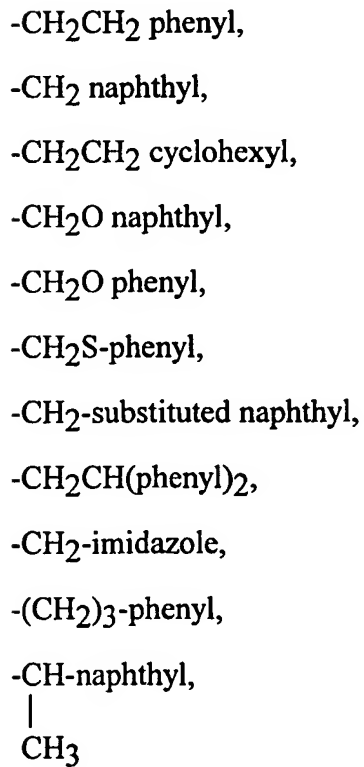 -CH2CH2 phenyl,
-CH2 naphthyl,
-CH2CH2 cyclohexyl,
-CH2O naphthyl,
-CH2O phenyl,
-CH2S-phenyl,
-CH2-substituted naphthyl,
-CH2CH(phenyl)2,
-CH2-imidazole,
-(CH2)3-phenyl,
-CH-naphthyl,
|
CH3